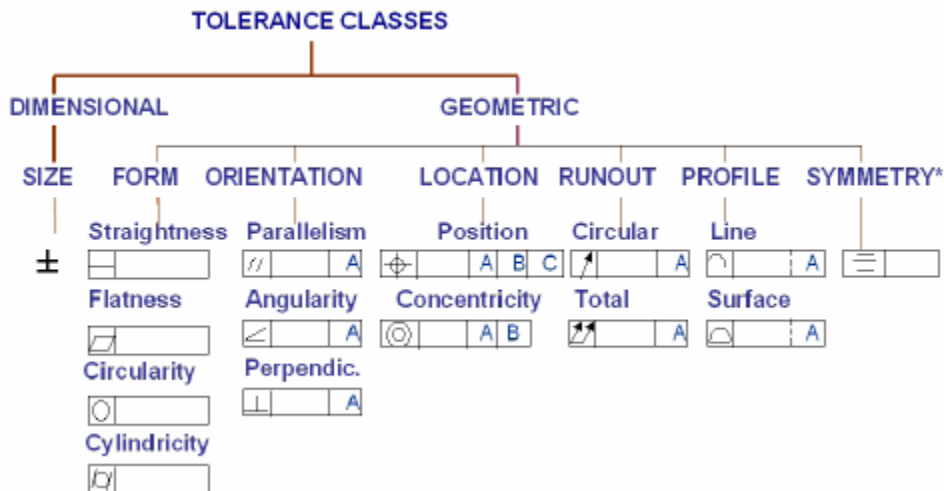 TOLERANCE CLASSES
DIMENSIONAL GEOMETRIC
SIZE FORM ORIENTATION LOCATION RUNOUT PROFILE SYMMETRY*
Straightness Parallelism Position Circular Line
± A A B C A A
Flatness Angularity Concentricity Total Surface
A A B A A
Circularity Perpendic.
A
Cylindricity